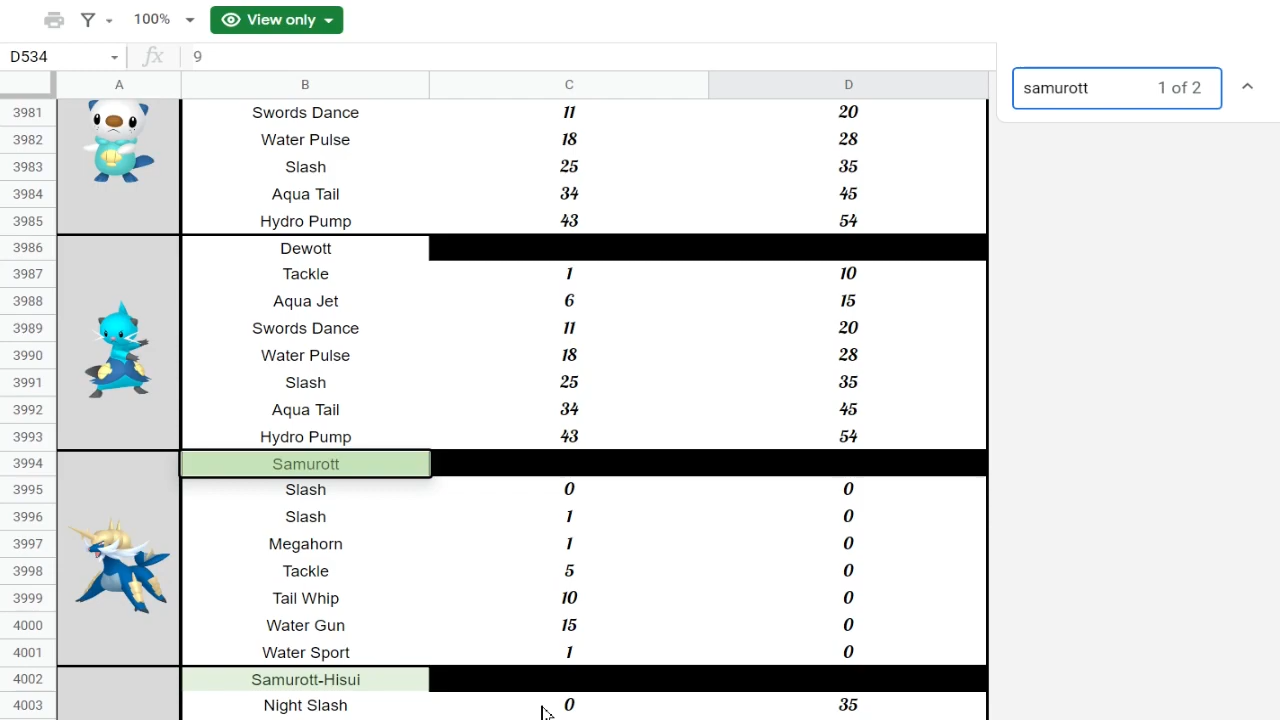 100% View only
D534 fx 9
samurott 1 of 2
A B C D
3981 Swords Dance 11 20
3982 Water Pulse 18 28
3983 Slash 25 35
3984 Aqua Tail 34 45
3985 Hydro Pump 43 54
3986 Dewott
3987 Tackle 1 10
3988 Aqua Jet 6 15
3989 Swords Dance 11 20
3990 Water Pulse 18 28
3991 Slash 25 35
3992 Aqua Tail 34 45
3993 Hydro Pump 43 54
3994 Samurott
3995 Slash 0 0
3996 Slash 1 0
3997 Megahorn 1 0
3998 Tackle 5 0
3999 Tail Whip 10 0
4000 Water Gun 15 0
4001 Water Sport 1 0
4002 Samurott-Hisui
4003 Night Slash 0 35